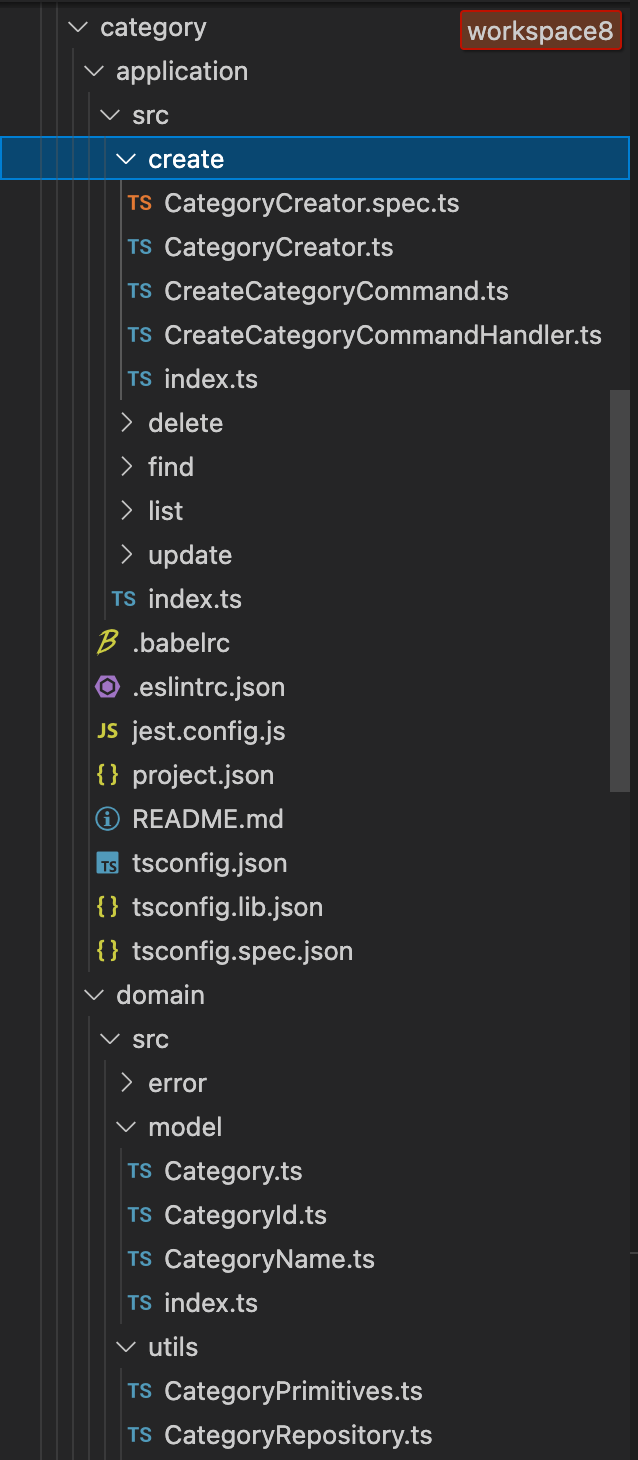 category
workspace8
application
src
create
TS CategoryCreator.spec.ts
TS CategoryCreator.ts
TS CreateCategoryCommand.ts
TS CreateCategoryCommandHandler.ts
TS index.ts
delete
find
list
update
TS index.ts
.babelrc
.eslintrc.json
JS jest.config.js
{ } project.json
README.md
TS tsconfig.json
{ } tsconfig.lib.json
{ } tsconfig.spec.json
domain
src
error
model
TS Category.ts
TS CategoryId.ts
TS CategoryName.ts
TS index.ts
utils
TS CategoryPrimitives.ts
TS CategoryRepository.ts